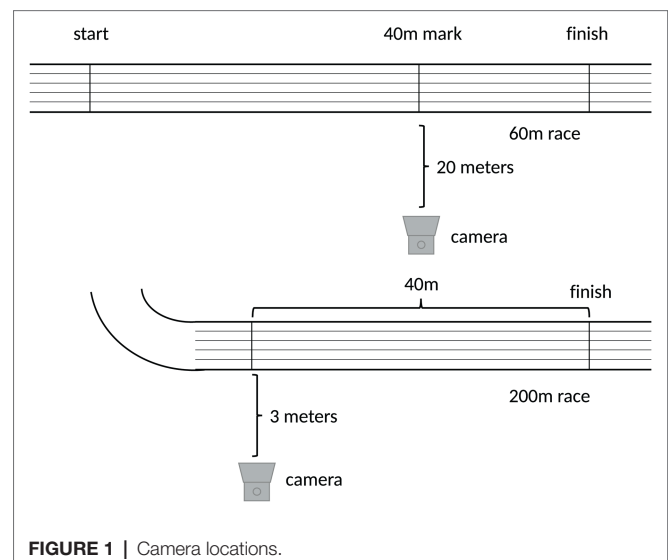 start 40m mark finish
60m race
20 meters
camera
40m
finish
200m race
3 meters
camera
FIGURE 1 | Camera locations.